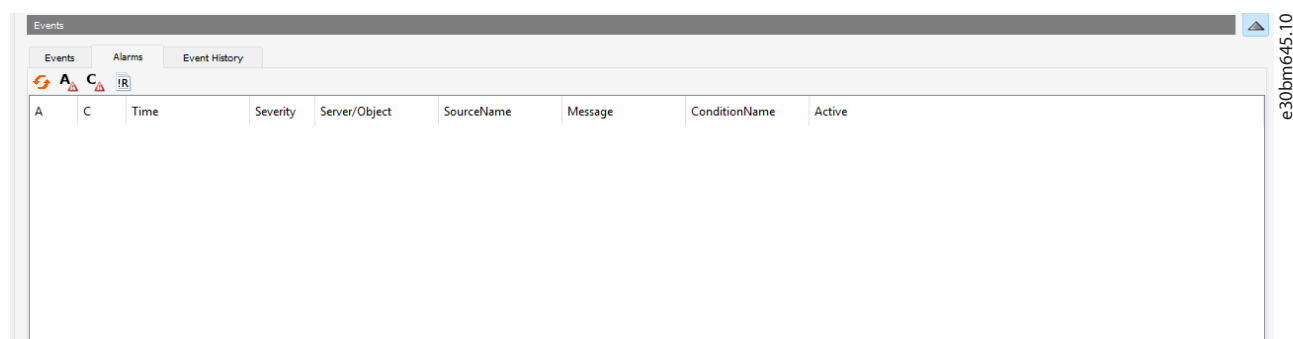 Events
Events Alarms Event History
A C !R
A C Time Severity Server/Object SourceName Message ConditionName Active
e30bm645.10